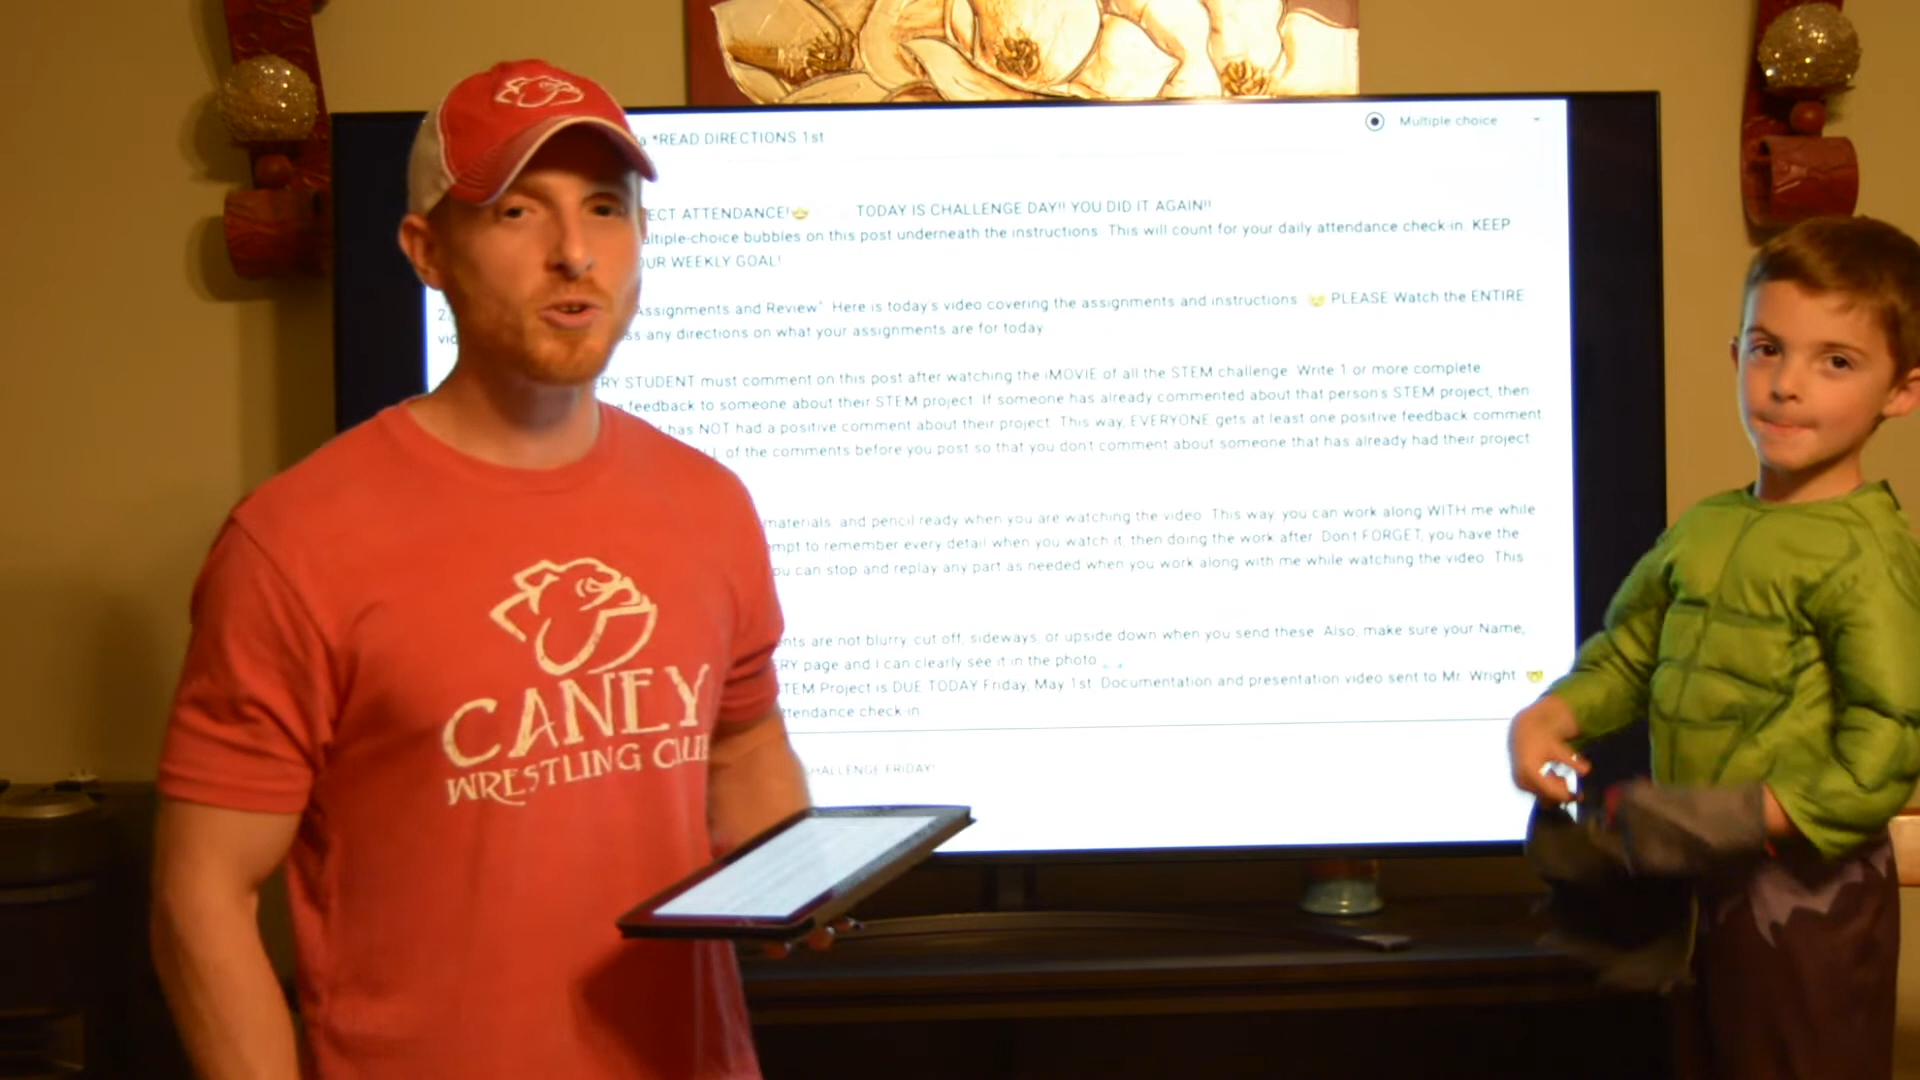 *READ DIRECTIONS 1st
Multiple choice
ECT ATTENDANCE! TODAY IS CHALLENGE DAY!! YOU DID IT AGAIN!!
ultiple-choice bubbles on this post underneath the instructions. This will count for your daily attendance check-in. KEEP
OUR WEEKLY GOAL!
2 Assignments and Review". Here is today's video covering the assignments and instructions. PLEASE Watch the ENTIRE
vid ss any directions on what your assignments are for today
ERY STUDENT must comment on this post after watching the iMOVIE of all the STEM challenge. Write 1 or more complete
feedback to someone about their STEM project. If someone has already commented about that person's STEM project, then
has NOT had a positive comment about their project. This way, EVERYONE gets at least one positive feedback comment
LL of the comments before you post so that you don't comment about someone that has already had their project
materials, and pencil ready when you are watching the video. This way, you can work along WITH me while
mpt to remember every detail when you watch it, then doing the work after. Don't FORGET, you have the
ou can stop and replay any part as needed when you work along with me while watching the video. This
nts are not blurry, cut off, sideways, or upside down when you send these. Also, make sure your Name,
ERY page and I can clearly see it in the photo
STEM Project is DUE TODAY Friday, May 1st. Documentation and presentation video sent to Mr. Wright.
ttendance check-in
CHALLENGE FRIDAY!
CANEY
WRESTLING CLUB